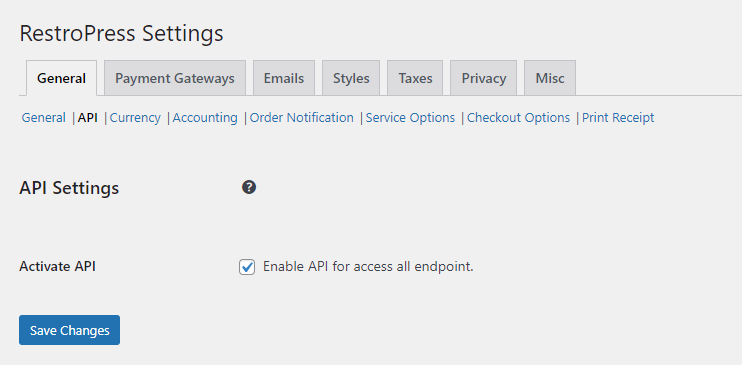 RestroPress Settings
General Payment Gateways Emails Styles Taxes Privacy Misc
General | API | Currency | Accounting | Order Notification | Service Options | Checkout Options | Print Receipt
API Settings ?
Activate API Enable API for access all endpoint.
Save Changes